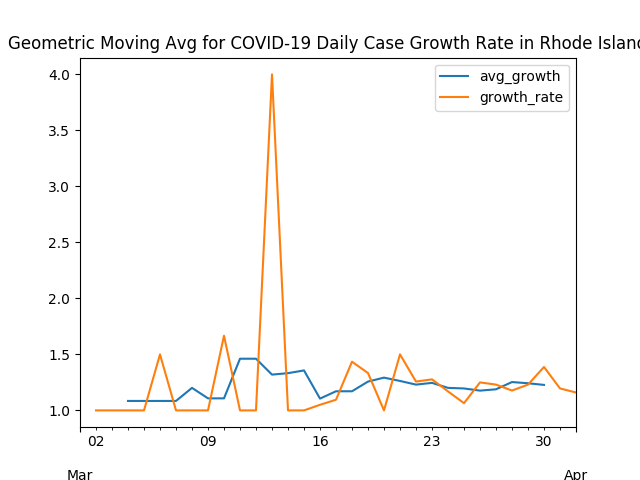 Geometric Moving Avg for COVID-19 Daily Case Growth Rate in Rhode Islan
avg_growth
growth_rate
4.0
3.5
3.0
2.5
2.0
1.5
1.0
02 09 16 23 30
Mar Apr